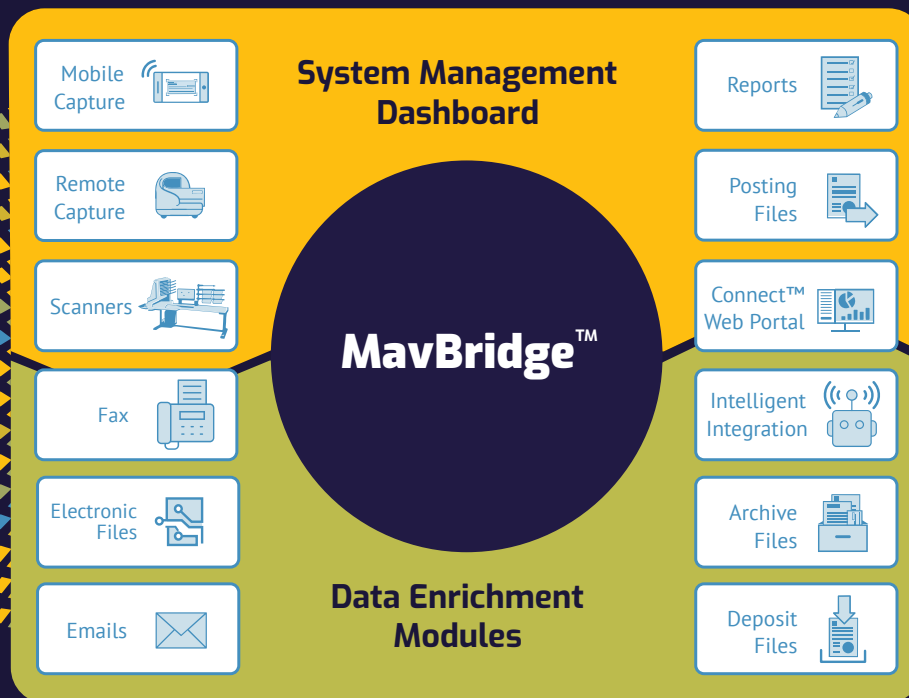 System Management
Dashboard
Mobile
Capture
Remote
Capture
Scanners
Fax
Electronic
Files
Emails
MavBridge™
Reports
Posting
Files
Connect™
Web Portal
Intelligent
Integration
Archive
Files
Deposit
Files
Data Enrichment
Modules